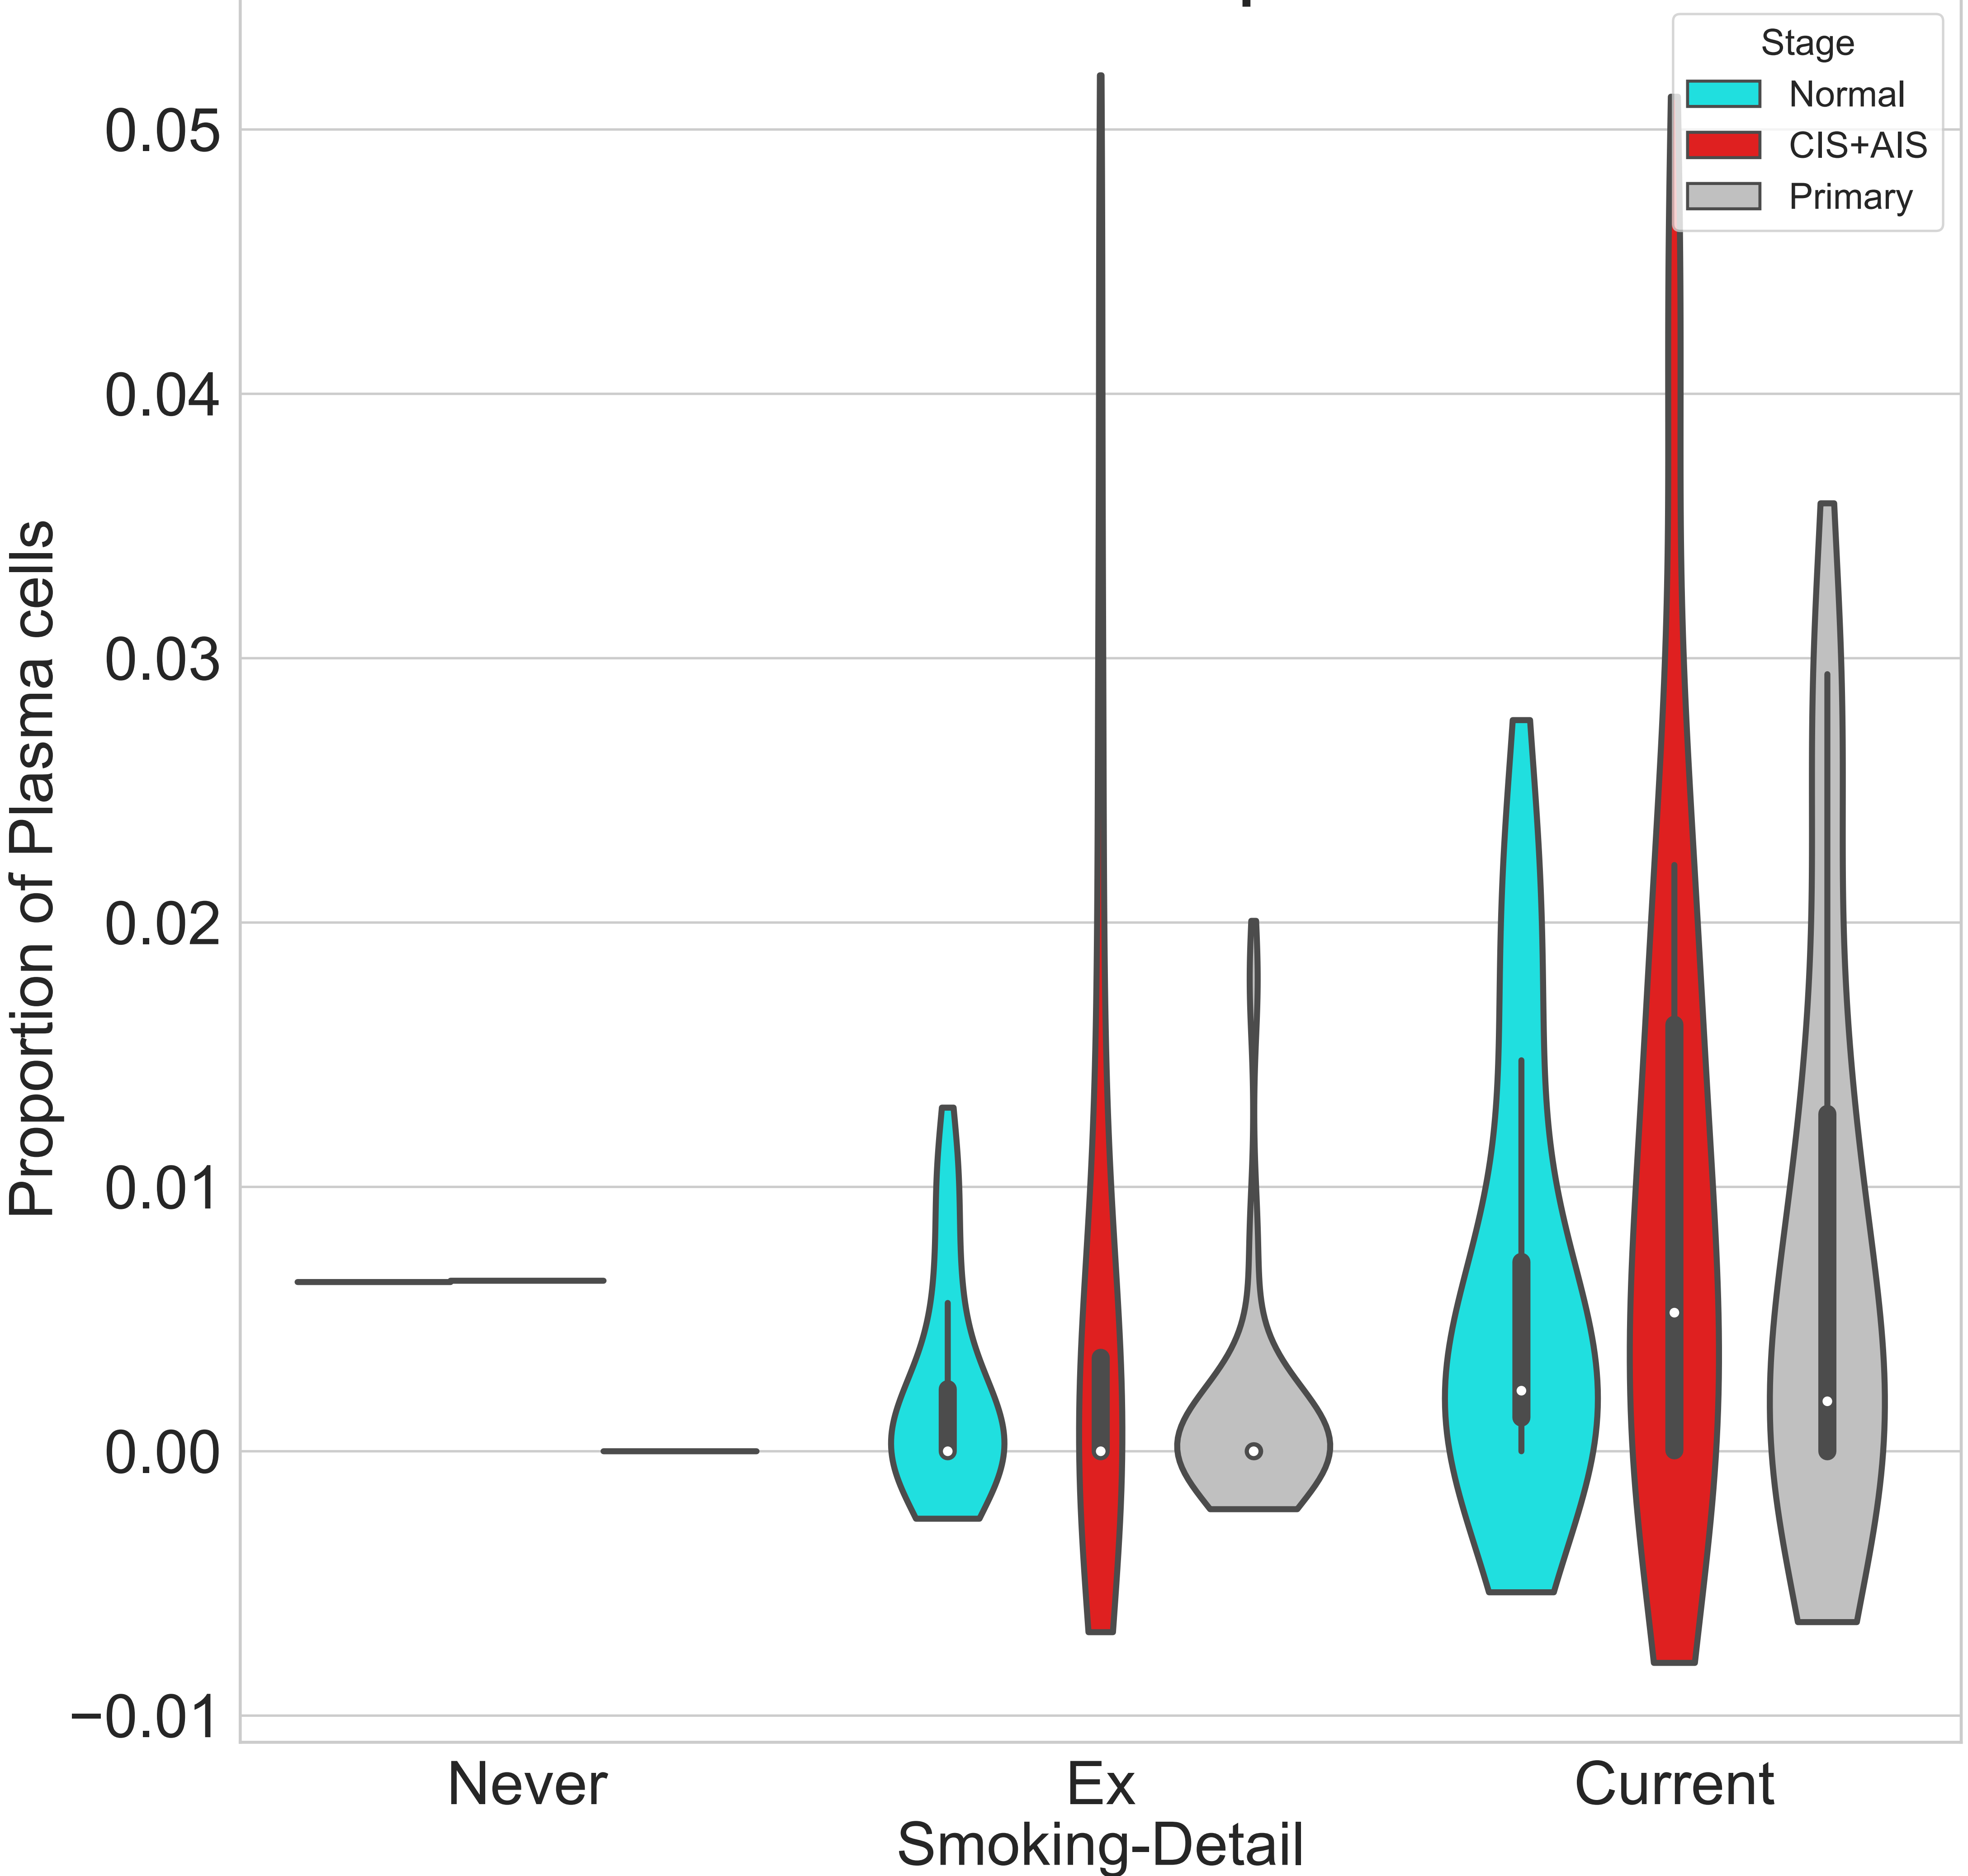 Stage
Normal
CIS+AIS
Primary
0.05
0.04
0.03
0.02
0.01
0.00
−0.01
Proportion of Plasma cells
Never
Ex
Current
Smoking-Detail